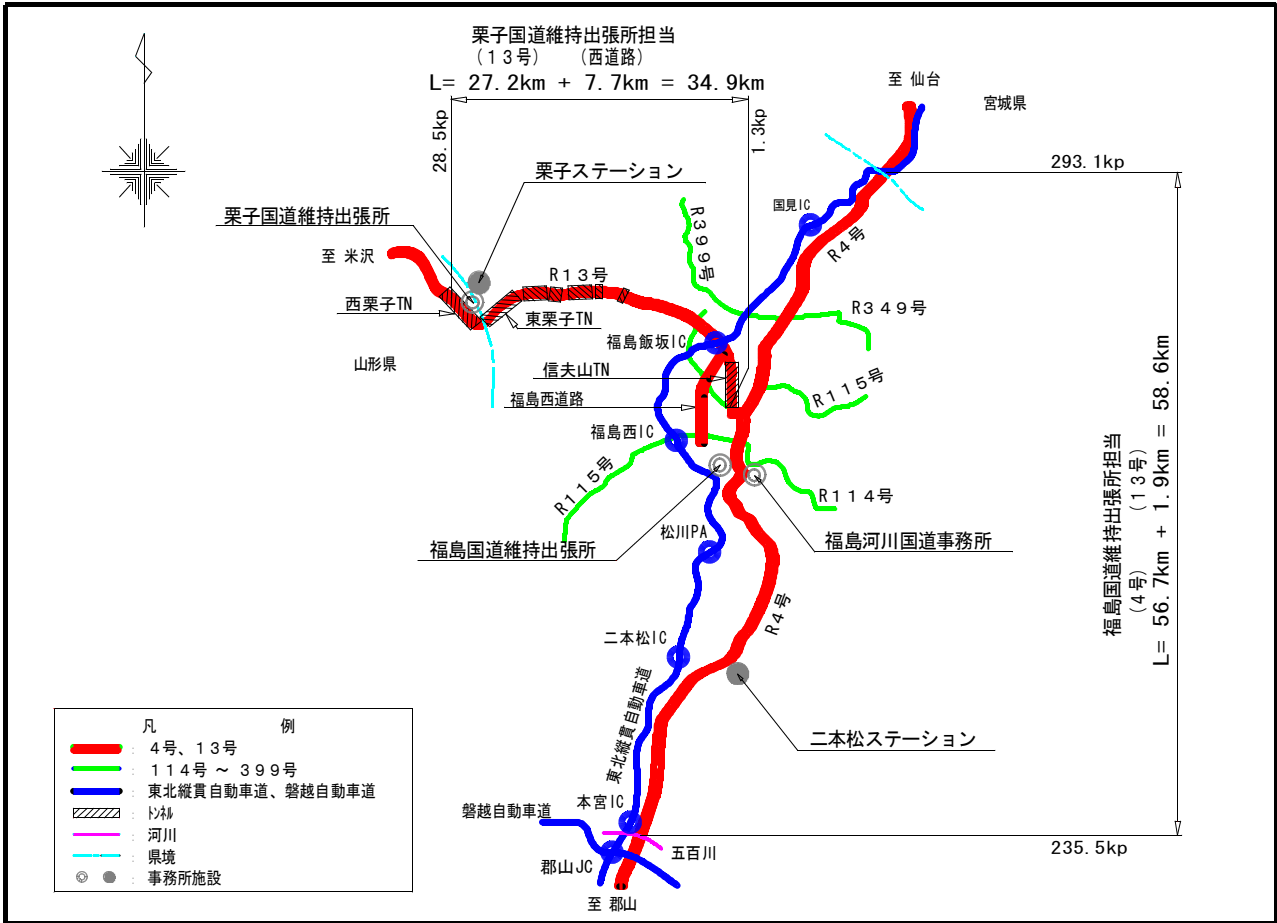 栗子国道維持出張所担当
(13号) (西道路)
L= 27.2km + 7.7km = 34.9km
28.5kp
1.3kp
至 仙台
宮城県
293.1kp
栗子ステーション
栗子国道維持出張所
至 米沢
R399号
国見IC
R4号
R13号
R349号
西栗子TN
東栗子TN
山形県
福島飯坂IC
信夫山TN
福島西道路
R115号
福島西IC
R115号
R114号
福島国道維持出張所
松川PA
福島河川国道事務所
福島国道維持出張所担当
(4号) (13号)
L= 56.7km + 1.9km = 58.6km
R4号
二本松IC
東北縦貫自動車道
二本松ステーション
本宮IC
磐越自動車道
五百川
235.5kp
郡山JC
至 郡山
凡 例
: 4号、13号
: 114号 ~ 399号
: 東北縦貫自動車道、磐越自動車道
: トンネル
: 河川
: 県境
: 事務所施設